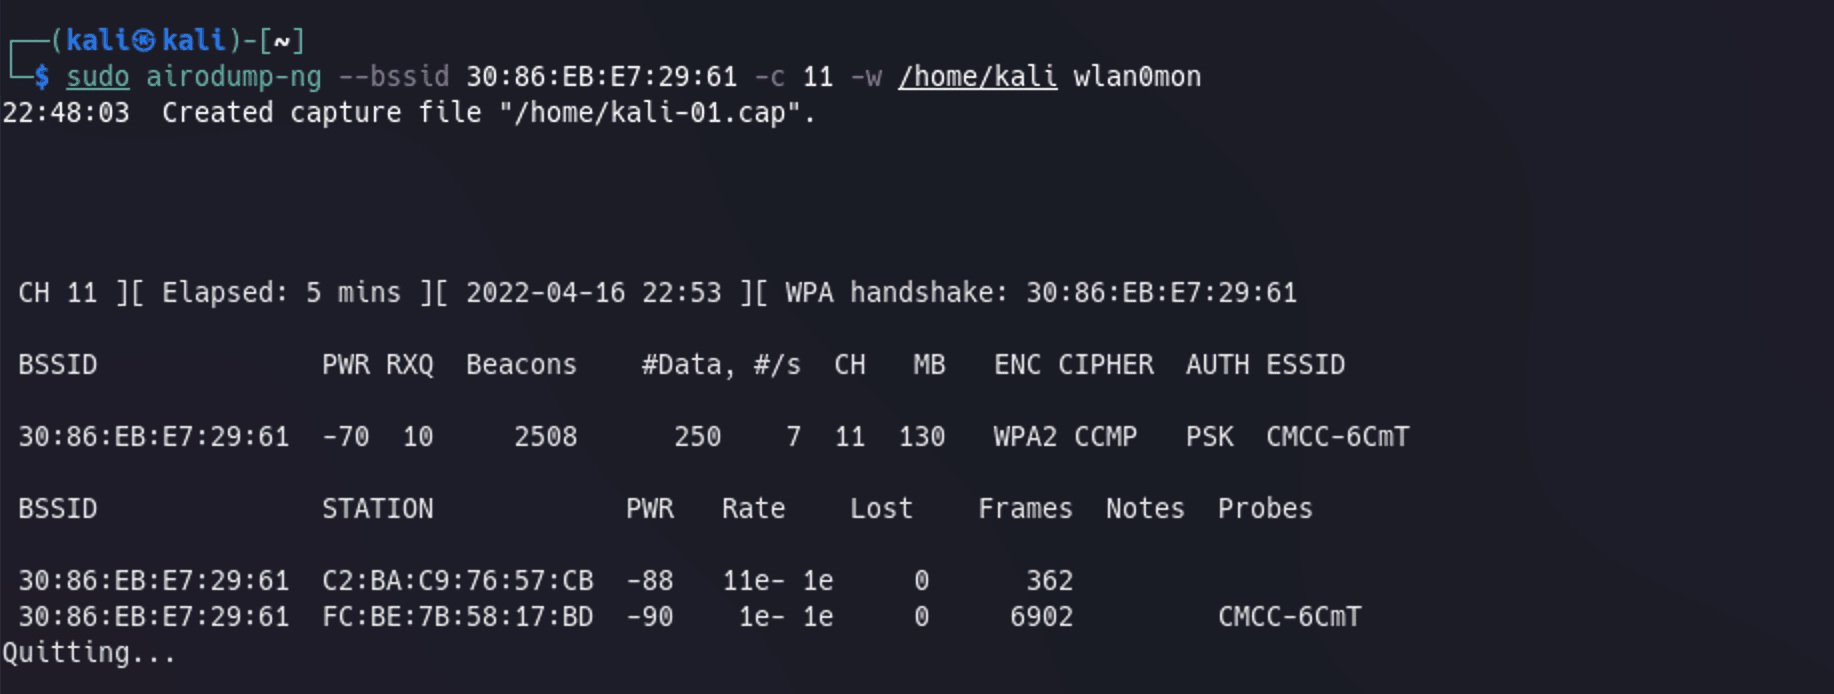 ┌──(kali㉿kali)-[~]
└─$ sudo airodump-ng --bssid 30:86:EB:E7:29:61 -c 11 -w /home/kali wlan0mon
22:48:03  Created capture file "/home/kali-01.cap".
CH 11 ][ Elapsed: 5 mins ][ 2022-04-16 22:53 ][ WPA handshake: 30:86:EB:E7:29:61
BSSID              PWR RXQ  Beacons    #Data, #/s  CH   MB   ENC CIPHER  AUTH ESSID
30:86:EB:E7:29:61  -70  10     2508      250    7  11  130   WPA2 CCMP   PSK  CMCC-6CmT
BSSID              STATION            PWR   Rate    Lost    Frames  Notes  Probes
30:86:EB:E7:29:61  C2:BA:C9:76:57:CB  -88   11e- 1e     0      362
30:86:EB:E7:29:61  FC:BE:7B:58:17:BD  -90    1e- 1e     0     6902         CMCC-6CmT
Quitting...